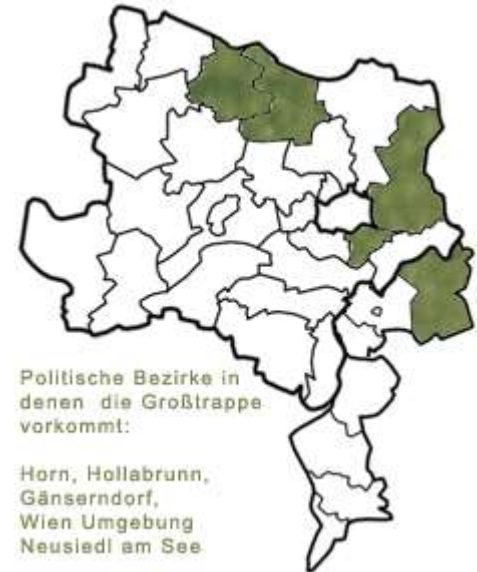 Politische Bezirke in
denen die Großtrappe
vorkommt:
Horn, Hollabrunn,
Gänserndorf,
Wien Umgebung
Neusiedl am See